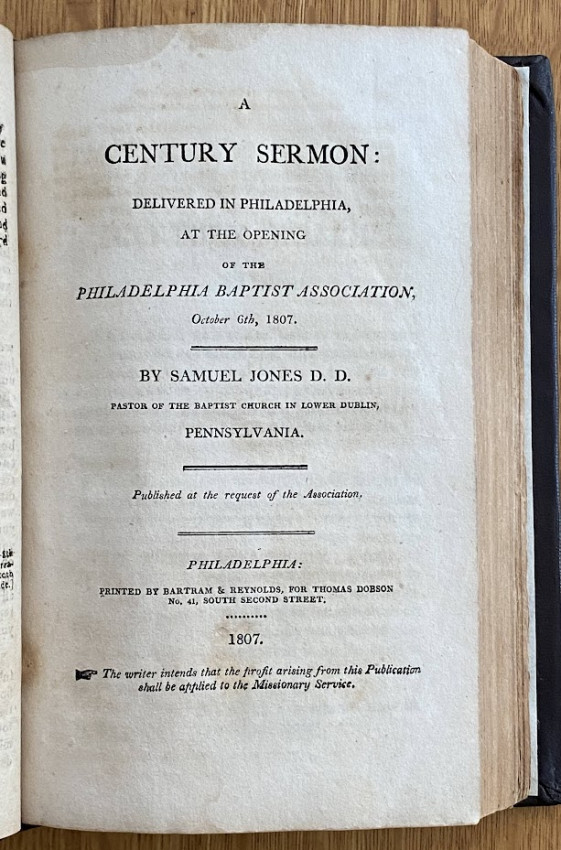 A
CENTURY SERMON:
DELIVERED IN PHILADELPHIA,
AT THE OPENING
OF THE
PHILADELPHIA BAPTIST ASSOCIATION,
October 6th, 1807.
BY SAMUEL JONES D. D.
PASTOR OF THE BAPTIST CHURCH IN LOWER DUBLIN,
PENNSYLVANIA.
Published at the request of the Association.
PHILADELPHIA:
PRINTED BY BARTRAM & REYNOLDS, FOR THOMAS DOBSON
No. 41, SOUTH SECOND STREET.
1807.
☛ The writer intends that the profit arising from this Publication
shall be applied to the Missionary Service.